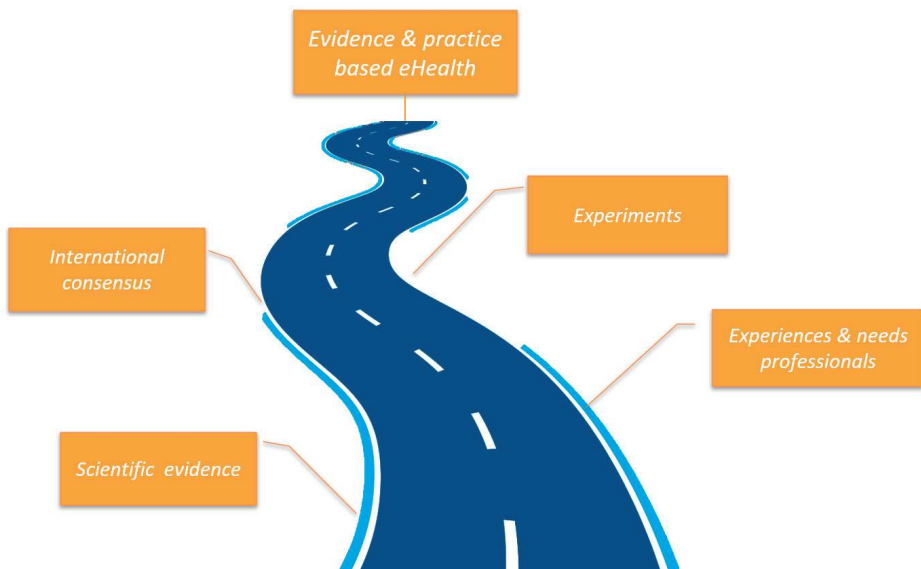 Evidence & practice
based eHealth
Experiments
International
consensus
Experiences & needs
professionals
Scientific evidence